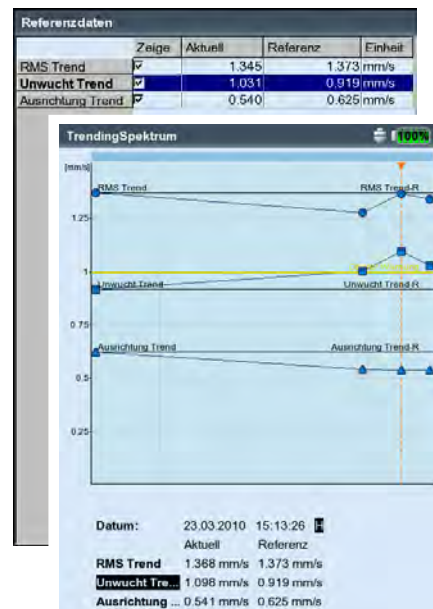 Referenzdaten
Zeige Aktuell Referenz Einheit
RMS Trend 1.345 1.373 mm/s
Unwucht Trend 1.031 0.919 mm/s
Ausrichtung Trend 0.540 0.625 mm/s
TrendingSpektrum 100%
[mm/s]
RMS Trend RMS Trend-R
1.25
1
Unwucht Trend Unwucht Trend-R
0.75
Ausrichtung Trend Ausrichtung Trend-R
0.5
0.25
Datum: 23.03.2010 15:13:26 H
Aktuell Referenz
RMS Trend 1.368 mm/s 1.373 mm/s
Unwucht Tre... 1.098 mm/s 0.919 mm/s
Ausrichtung ... 0.541 mm/s 0.625 mm/s